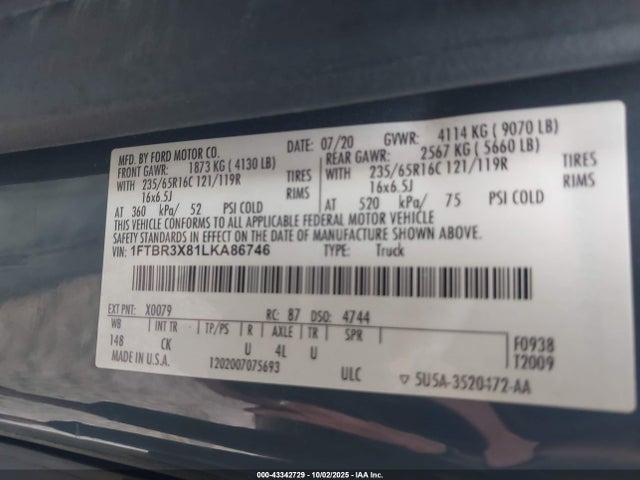 MFD. BY FORD MOTOR CO. DATE: 07/20 GVWR: 4114 KG ( 9070 LB)
FRONT GAWR: 1873 KG ( 4130 LB) REAR GAWR: 2567 KG ( 5660 LB)
WITH 235/65R16C 121/119R TIRES WITH 235/65R16C 121/119R TIRES
16x6.5J RIMS 16x6.5J RIMS
AT 360 kPa/ 52 PSI COLD AT 520 kPa/ 75 PSI COLD
THIS VEHICLE CONFORMS TO ALL APPLICABLE FEDERAL MOTOR VEHICLE
SAFETY STANDARDS IN EFFECT ON THE DATE OF MANUFACTURE SHOWN ABOVE.
VIN: 1FTBR3X81LKA86746 TYPE: Truck
EXT PNT: X0079 RC: 87 DSO: 4744
WB INT TR TP/PS R AXLE TR SPR F0938
148 CK U 4L U T2009
MADE IN U.S.A. 1202007075693 ULC ▽ 5U5A-3520472-AA
000-43342729 - 10/02/2025 - IAA Inc.